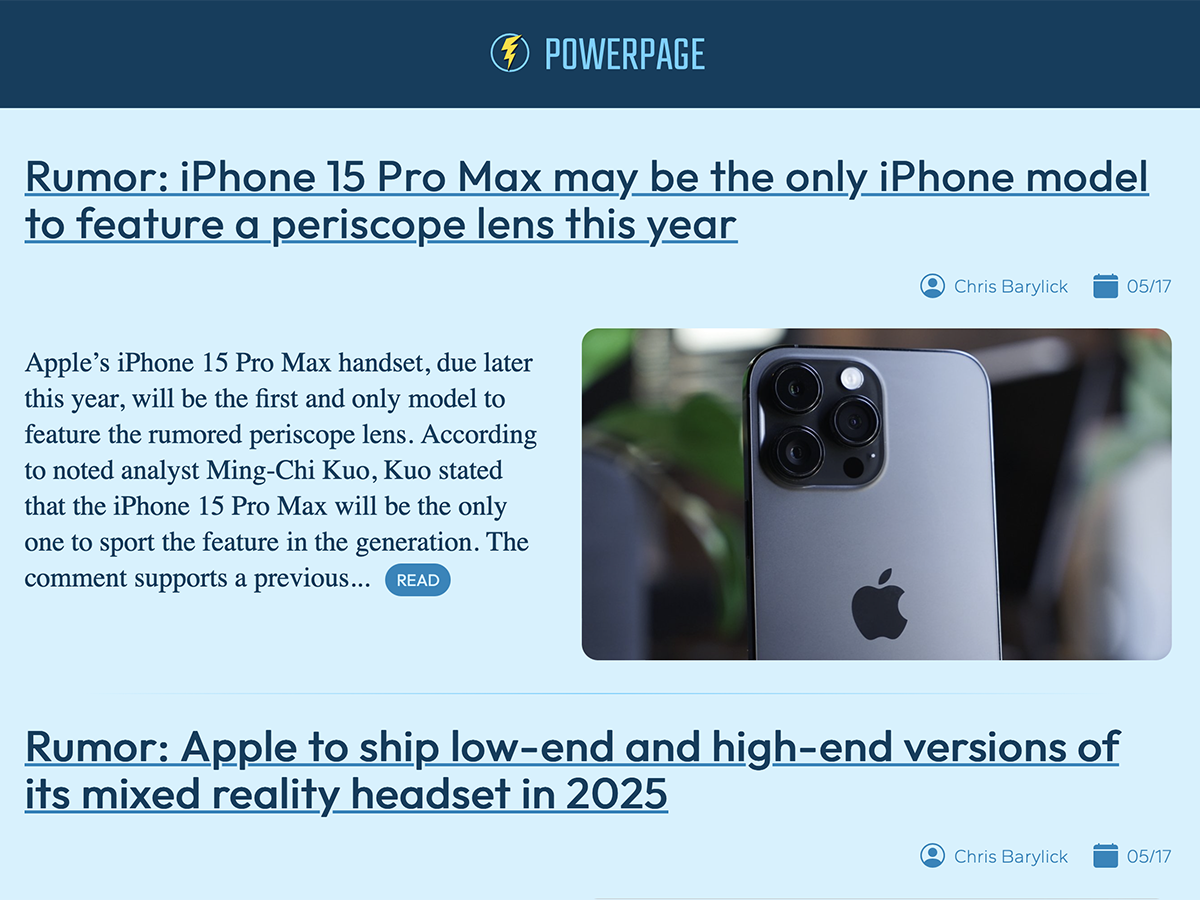 POWERPAGE
Rumor: iPhone 15 Pro Max may be the only iPhone model
to feature a periscope lens this year
Chris Barylick 05/17
Apple’s iPhone 15 Pro Max handset, due later
this year, will be the first and only model to
feature the rumored periscope lens. According
to noted analyst Ming-Chi Kuo, Kuo stated
that the iPhone 15 Pro Max will be the only
one to sport the feature in the generation. The
comment supports a previous... READ
Rumor: Apple to ship low-end and high-end versions of
its mixed reality headset in 2025
Chris Barylick 05/17